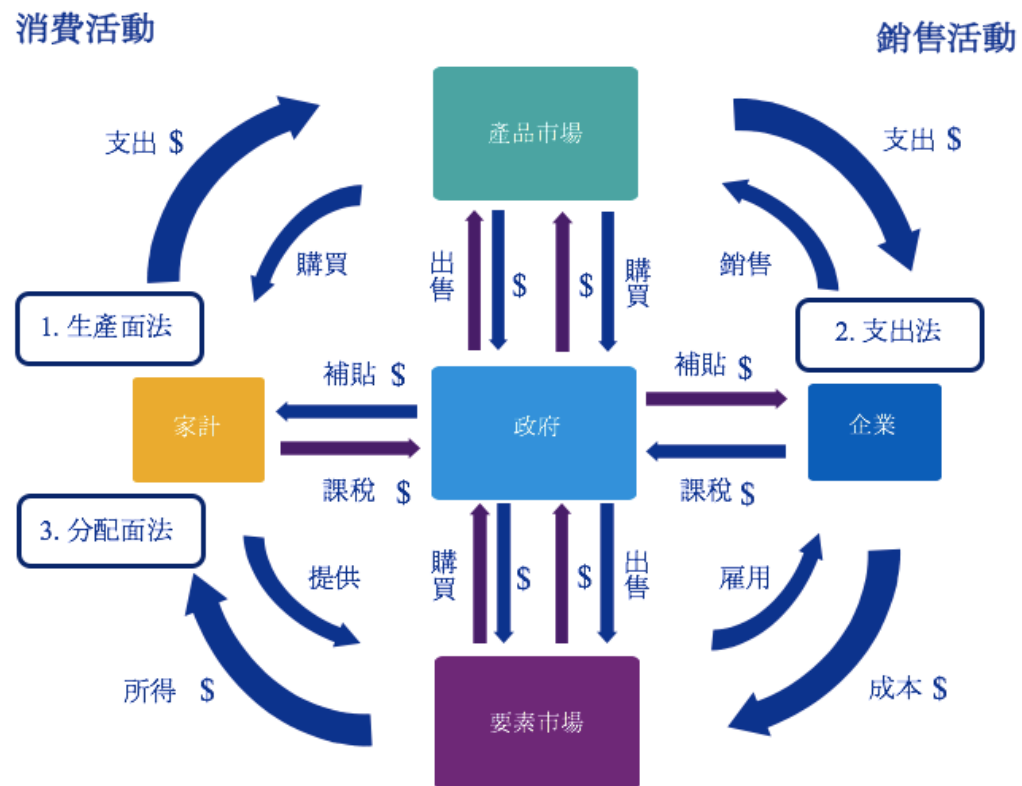 消費活動
銷售活動
支出 $
產品市場
支出 $
購買
出售
$
$
購買
銷售
1. 生產面法
2. 支出法
補貼 $
補貼 $
家計
政府
企業
課稅 $
課稅 $
3. 分配面法
提供
購買
$
$
出售
雇用
所得 $
要素市場
成本 $